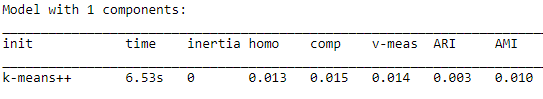 Model with 1 components:
init time inertia homo comp v-meas ARI AMI
k-means++ 6.53s 0 0.013 0.015 0.014 0.003 0.010